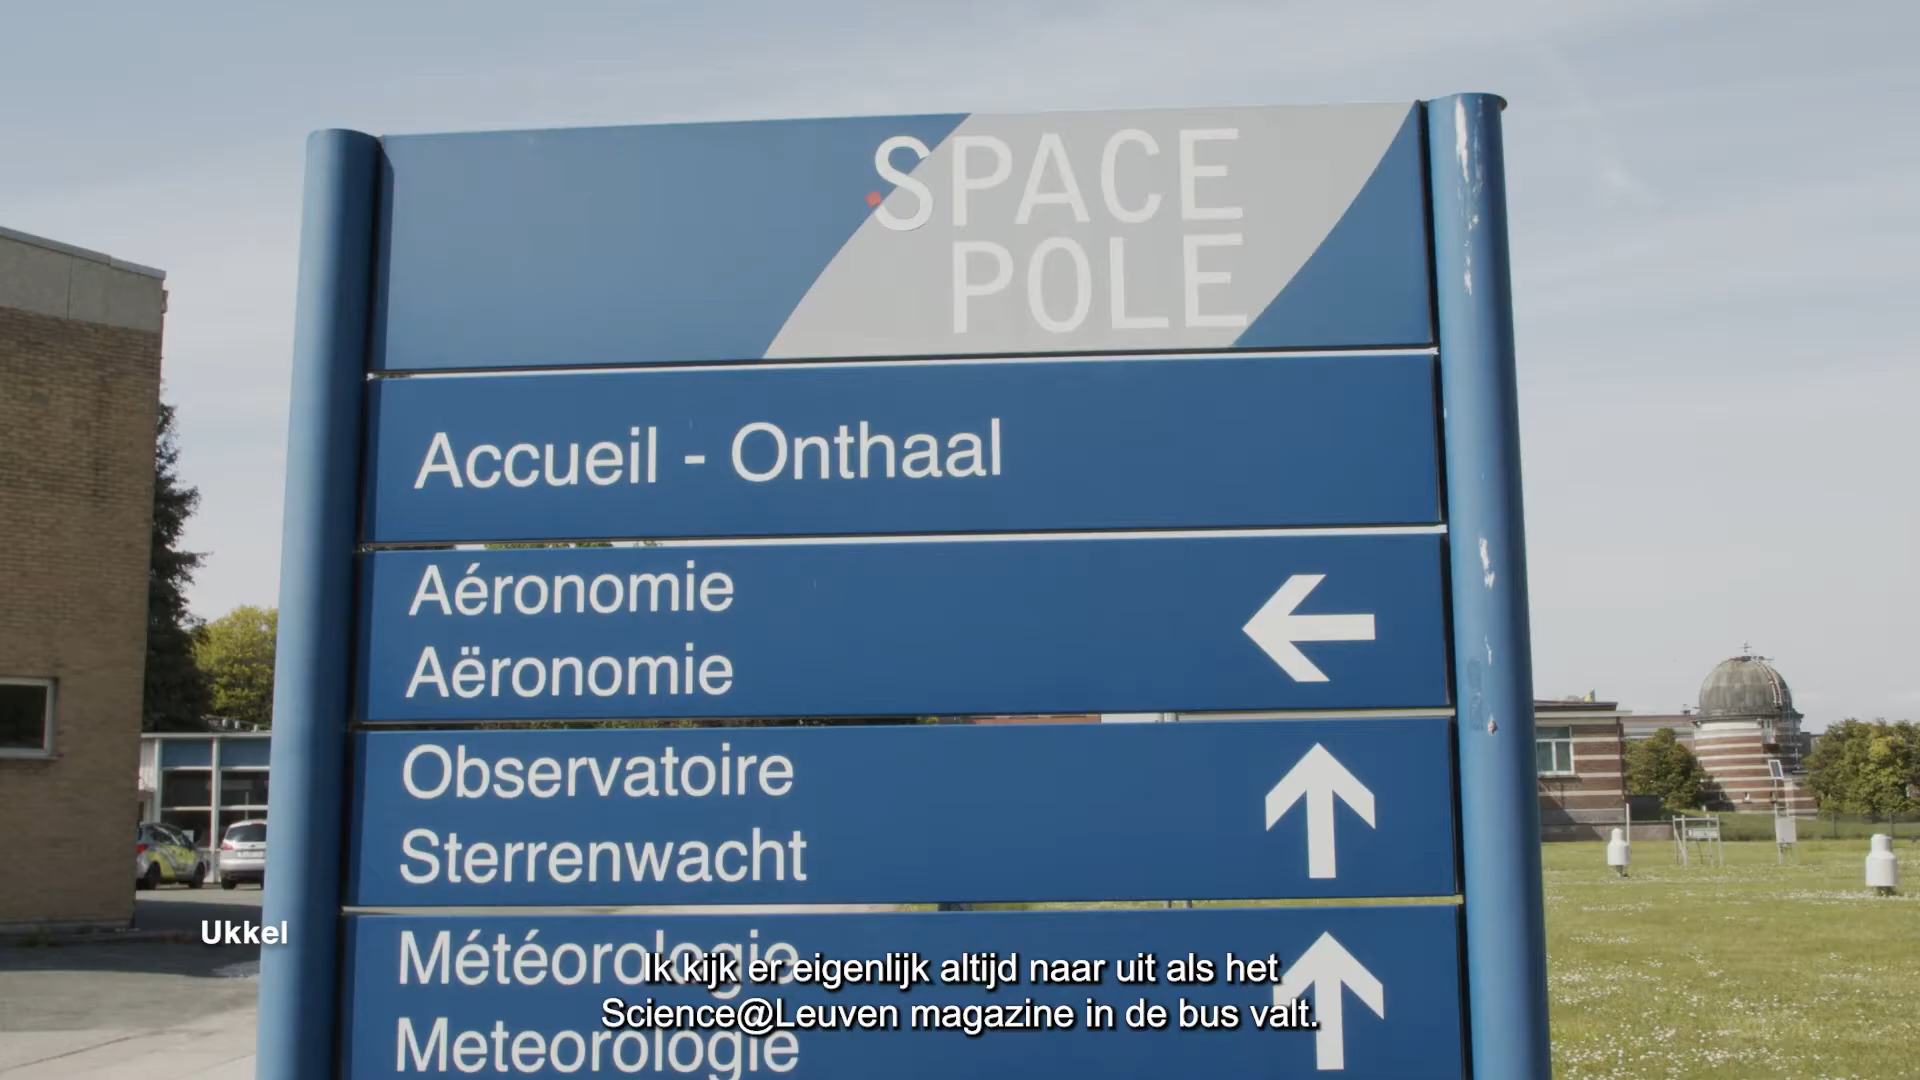 SPACE
POLE
Accueil - Onthaal
Aéronomie
Aëronomie
Observatoire
Sterrenwacht
Météorologie
Meteorologie
Ukkel
Ik kijk er eigenlijk altijd naar uit als het
Science@Leuven magazine in de bus valt.